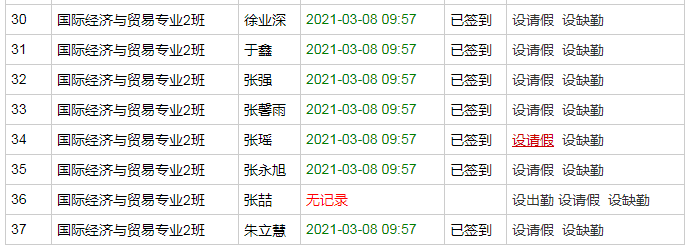 30 国际经济与贸易专业2班 徐业深 2021-03-08 09:57 已签到 设请假 设缺勤
31 国际经济与贸易专业2班 于鑫 2021-03-08 09:57 已签到 设请假 设缺勤
32 国际经济与贸易专业2班 张强 2021-03-08 09:57 已签到 设请假 设缺勤
33 国际经济与贸易专业2班 张馨雨 2021-03-08 09:57 已签到 设请假 设缺勤
34 国际经济与贸易专业2班 张瑶 2021-03-08 09:57 已签到 设请假 设缺勤
35 国际经济与贸易专业2班 张永旭 2021-03-08 09:57 已签到 设请假 设缺勤
36 国际经济与贸易专业2班 张喆 无记录 设出勤 设请假 设缺勤
37 国际经济与贸易专业2班 朱立慧 2021-03-08 09:57 已签到 设请假 设缺勤